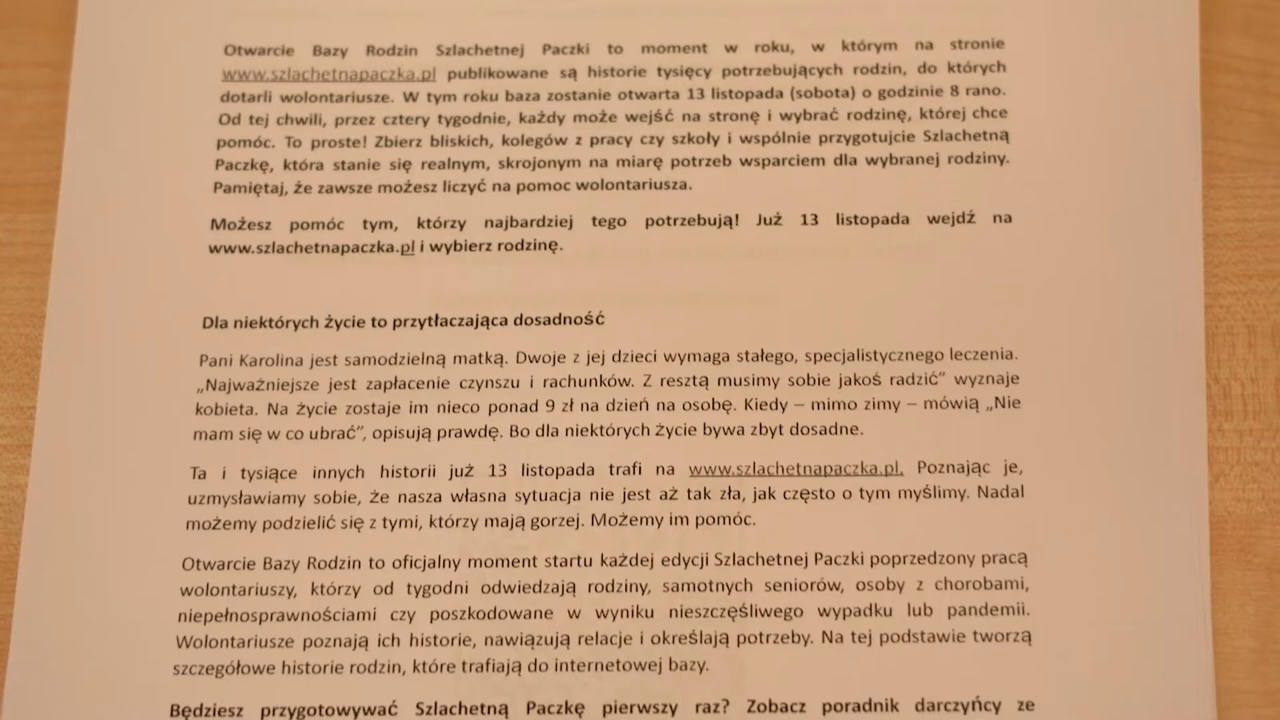 Otwarcie Bazy Rodzin Szlachetnej Paczki to moment w roku, w którym na stronie
www.szlachetnapaczka.pl publikowane są historie tysięcy potrzebujących rodzin, do których
dotarli wolontariusze. W tym roku baza zostanie otwarta 13 listopada (sobota) o godzinie 8 rano.
Od tej chwili, przez cztery tygodnie, każdy może wejść na stronę i wybrać rodzinę, której chce
pomóc. To proste! Zbierz bliskich, kolegów z pracy czy szkoły i wspólnie przygotujcie Szlachetną
Paczkę, która stanie się realnym, skrojonym na miarę potrzeb wsparciem dla wybranej rodziny.
Pamiętaj, że zawsze możesz liczyć na pomoc wolontariusza.
Możesz pomóc tym, którzy najbardziej tego potrzebują! Już 13 listopada wejdź na
www.szlachetnapaczka.pl i wybierz rodzinę.
Dla niektórych życie to przytłaczająca dosadność
Pani Karolina jest samodzielną matką. Dwoje z jej dzieci wymaga stałego, specjalistycznego leczenia.
„Najważniejsze jest zapłacenie czynszu i rachunków. Z resztą musimy sobie jakoś radzić” wyznaje
kobieta. Na życie zostaje im nieco ponad 9 zł na dzień na osobę. Kiedy – mimo zimy – mówią „Nie
mam się w co ubrać”, opisują prawdę. Bo dla niektórych życie bywa zbyt dosadne.
Ta i tysiące innych historii już 13 listopada trafi na www.szlachetnapaczka.pl. Poznając je,
uzmysławiamy sobie, że nasza własna sytuacja nie jest aż tak zła, jak często o tym myślimy. Nadal
możemy podzielić się z tymi, którzy mają gorzej. Możemy im pomóc.
Otwarcie Bazy Rodzin to oficjalny moment startu każdej edycji Szlachetnej Paczki poprzedzony pracą
wolontariuszy, którzy od tygodni odwiedzają rodziny, samotnych seniorów, osoby z chorobami,
niepełnosprawnościami czy poszkodowane w wyniku nieszczęśliwego wypadku lub pandemii.
Wolontariusze poznają ich historie, nawiązują relacje i określają potrzeby. Na tej podstawie tworzą
szczegółowe historie rodzin, które trafiają do internetowej bazy.
Będziesz przygotowywać Szlachetną Paczkę pierwszy raz? Zobacz poradnik darczyńcy ze